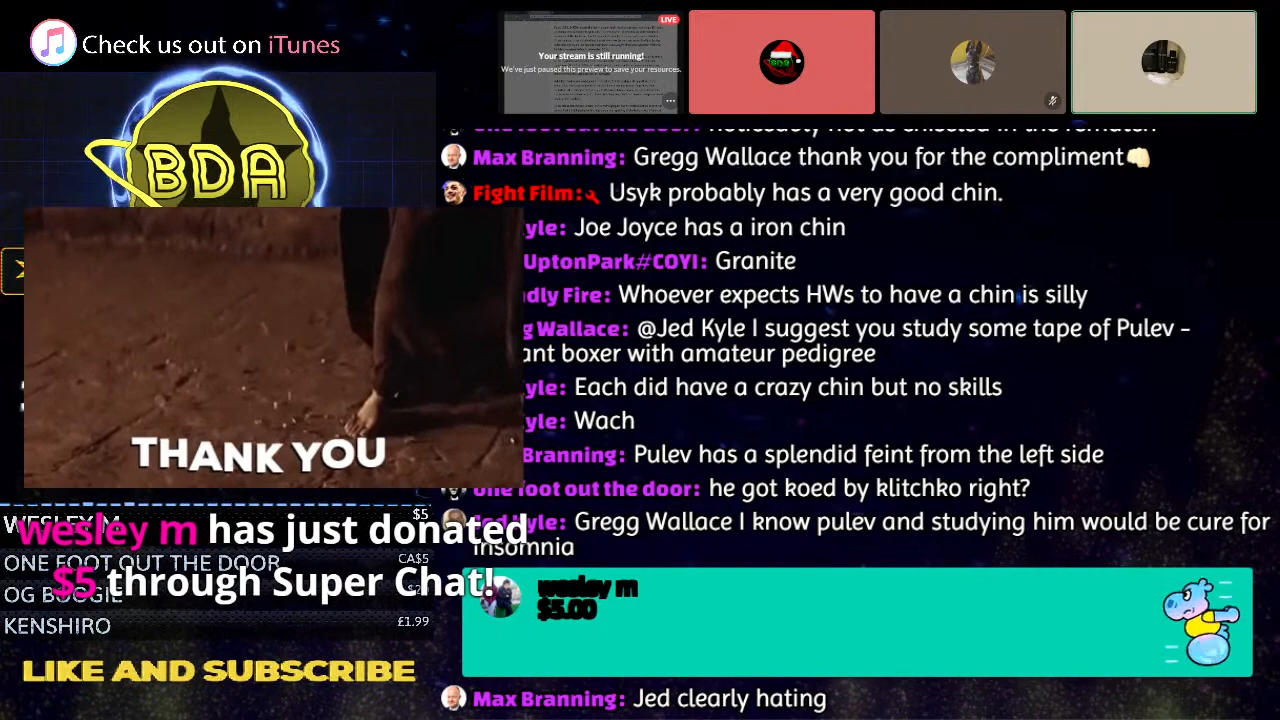 Check us out on iTunes
LIVE
Your stream is still running!
We've just paused this preview to save your resources.
BDA
BDA
Max Branning: Gregg Wallace thank you for the compliment👊🏻
Fight Film: Usyk probably has a very good chin.
yle: Joe Joyce has a iron chin
UptonPark#COYI: Granite
dly Fire: Whoever expects HWs to have a chin is silly
g Wallace: @Jed Kyle I suggest you study some tape of Pulev -
ant boxer with amateur pedigree
yle: Each did have a crazy chin but no skills
yle: Wach
Branning: Pulev has a splendid feint from the left side
one foot out the door: he got koed by klitchko right?
Jed Kyle: Gregg Wallace I know pulev and studying him would be cure for
insomnia
wesley m
$5.00
Max Branning: Jed clearly hating
THANK YOU
WESLEY M $5
wesley m has just donated
$5 through Super Chat!
ONE FOOT OUT THE DOOR CA$5
OG BOOGIE
KENSHIRO £1.99
LIKE AND SUBSCRIBE